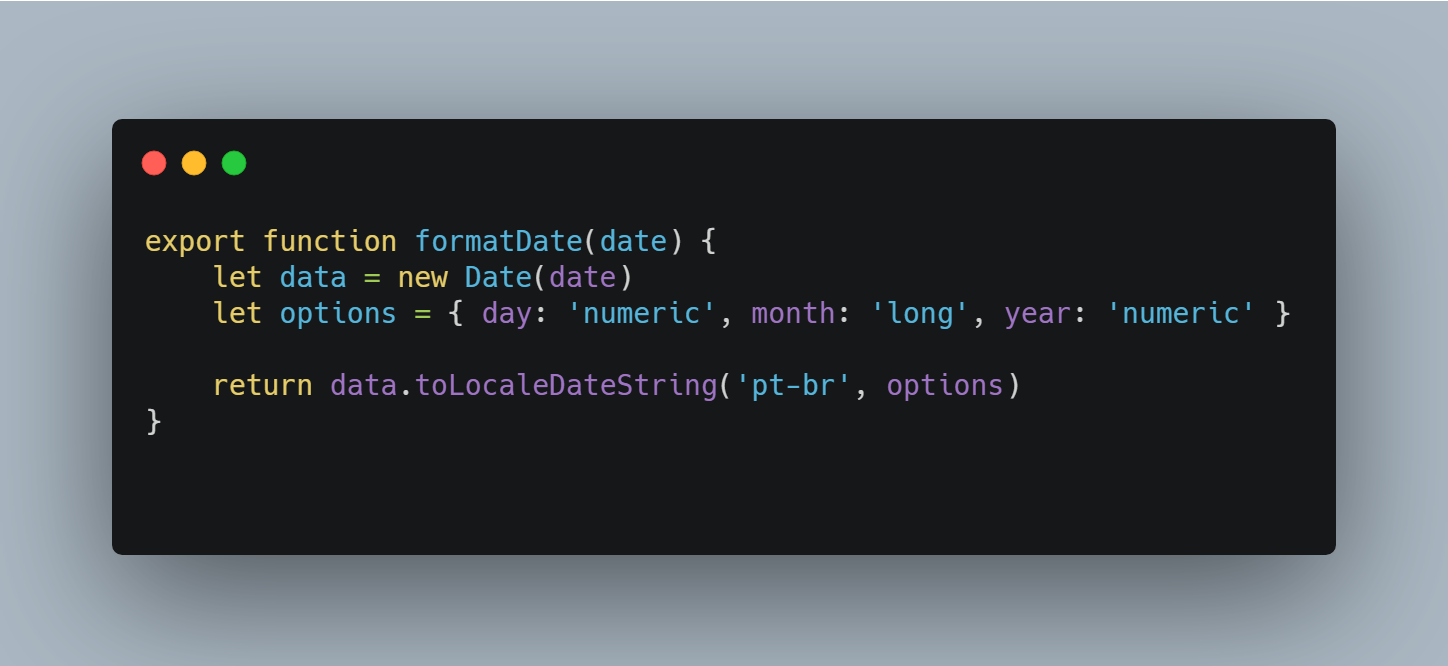 export function formatDate(date) {
    let data = new Date(date)
    let options = { day: 'numeric', month: 'long', year: 'numeric' }

    return data.toLocaleDateString('pt-br', options)
}